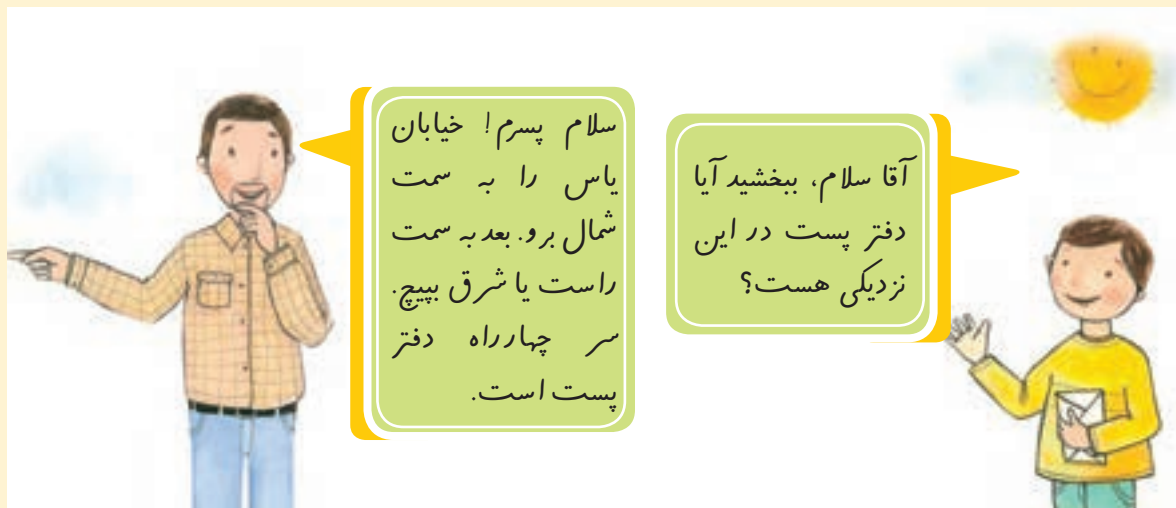 آقا سلام، ببخشید آیا
دفتر پست در این
نزدیکی هست؟
سلام پسرم! خیابان
یاس را به سمت
شمال برو. بعد به سمت
راست یا شرق بپیچ.
سر چهارراه دفتر
پست است.